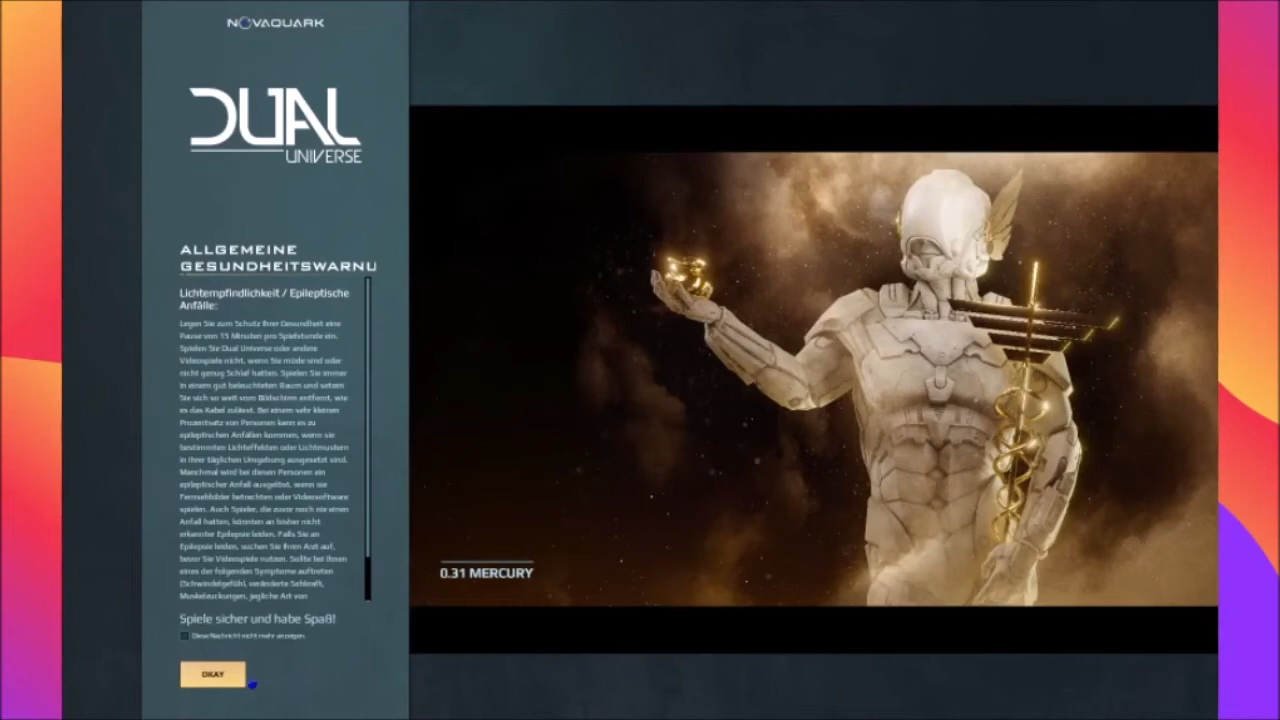 NOVAQUARK
DUAL
UNIVERSE
ALLGEMEINE
GESUNDHEITSWARNU
Lichtempfindlichkeit / Epileptische
Anfälle:
Legen Sie zum Schutz Ihrer Gesundheit eine
Pause von 15 Minuten pro Spielstunde ein.
Spielen Sie Dual Universe oder andere
Videospiele nicht, wenn Sie müde sind oder
nicht genug Schlaf hatten. Spielen Sie immer
in einem gut beleuchteten Raum und setzen
Sie sich so weit vom Bildschirm entfernt, wie
es das Kabel zulässt. Bei einem sehr kleinen
Prozentsatz von Personen kann es zu
epileptischen Anfällen kommen, wenn sie
bestimmten Lichteffekten oder Lichtmustern
in ihrer täglichen Umgebung ausgesetzt sind.
Manchmal wird bei diesen Personen ein
epileptischer Anfall ausgelöst, wenn sie
Fernsehbilder betrachten oder Videosoftware
spielen. Auch Spieler, die zuvor noch nie einen
Anfall hatten, könnten an bisher nicht
erkannter Epilepsie leiden. Falls Sie an
Epilepsie leiden, suchen Sie Ihren Arzt auf,
bevor Sie Videospiele nutzen. Sollte bei Ihnen
eines der folgenden Symptome auftreten
(Schwindelgefühl, veränderte Sehkraft,
Muskelzuckungen, jegliche Art von
Spiele sicher und habe Spaß!
Diese Nachricht nicht mehr anzeigen.
OKAY
0.31 MERCURY